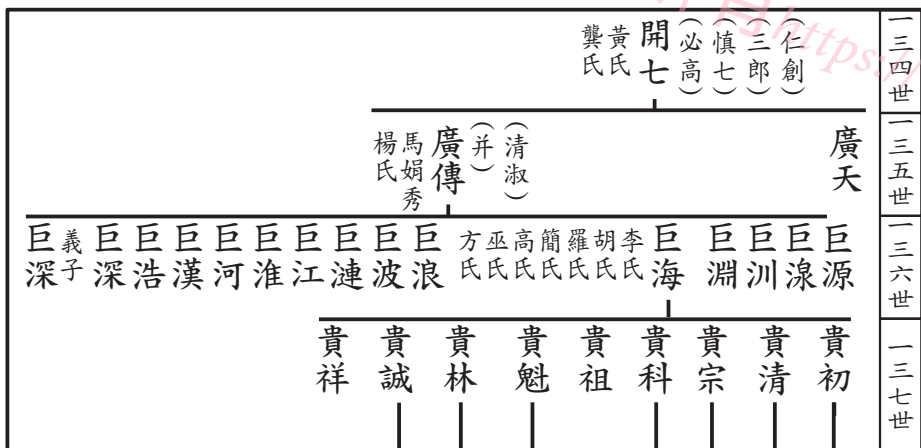 一三四世
(仁創)
(三郎)
(慎七)
(必高)
開七
黃氏
龔氏
一三五世
廣天
(清淑)
(并)
廣傳
馬娟秀
楊氏
一三六世
巨源
巨湶
巨汌
巨淵
巨海
李氏
胡氏
羅氏
簡氏
高氏
巫氏
方氏
巨浪
巨波
巨漣
巨江
巨淮
巨河
巨漢
巨浩
巨深
義子
巨深
一三七世
貴初
貴清
貴宗
貴科
貴祖
貴魁
貴林
貴誠
貴祥
https://